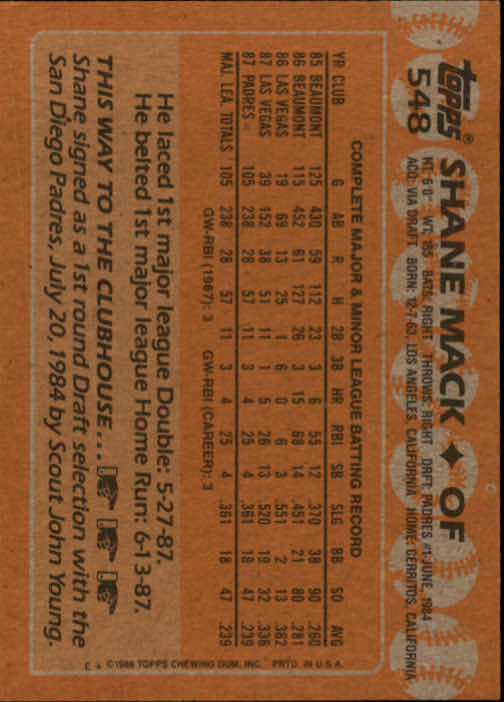 topps®
548
SHANE MACK ♦ OF
HT: 6'0" WT: 185 BATS: RIGHT THROWS: RIGHT DRAFT: PADRES #1-JUNE, 1984
ACQ: VIA DRAFT BORN: 12-7-63, LOS ANGELES, CALIFORNIA HOME: CERRITOS, CALIFORNIA
COMPLETE MAJOR & MINOR LEAGUE BATTING RECORD
YR CLUB G AB R H 2B 3B HR RBI SB SLG BB SO AVG
85 BEAUMONT 125 430 59 112 23 3 6 55 12 .370 38 90 .260
86 BEAUMONT 115 452 61 127 26 3 15 68 14 .451 21 80 .281
86 LAS VEGAS 19 69 13 25 1 6 0 6 3 .551 2 13 .362
87 LAS VEGAS 39 152 38 51 11 1 5 26 13 .520 19 32 .336
87 PADRES 105 238 28 57 11 3 4 25 4 .361 18 47 .239
MAJ. LEA. TOTALS 105 238 28 57 11 3 4 25 4 .361 18 47 .239
GW-RBI (1987): 3 GW-RBI (CAREER): 3
He laced 1st major league Double: 5-27-87.
He belted 1st major league Home Run: 6-13-87.
THIS WAY TO THE CLUBHOUSE...
Shane signed as a 1st round Draft selection with the
San Diego Padres, July 20, 1984 by Scout John Young.
E * ©1988 TOPPS CHEWING GUM, INC. PRTD. IN U.S.A.